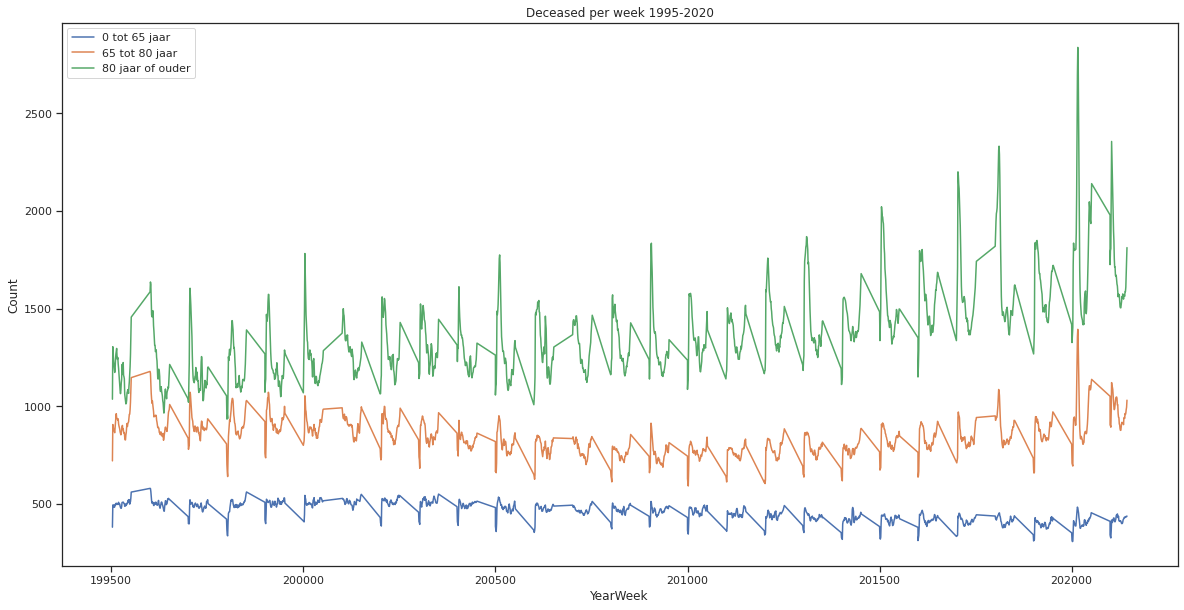 Deceased per week 1995-2020
0 tot 65 jaar
65 tot 80 jaar
80 jaar of ouder
Count
2500
2000
1500
1000
500
199500 200000 200500 201000 201500 202000
YearWeek